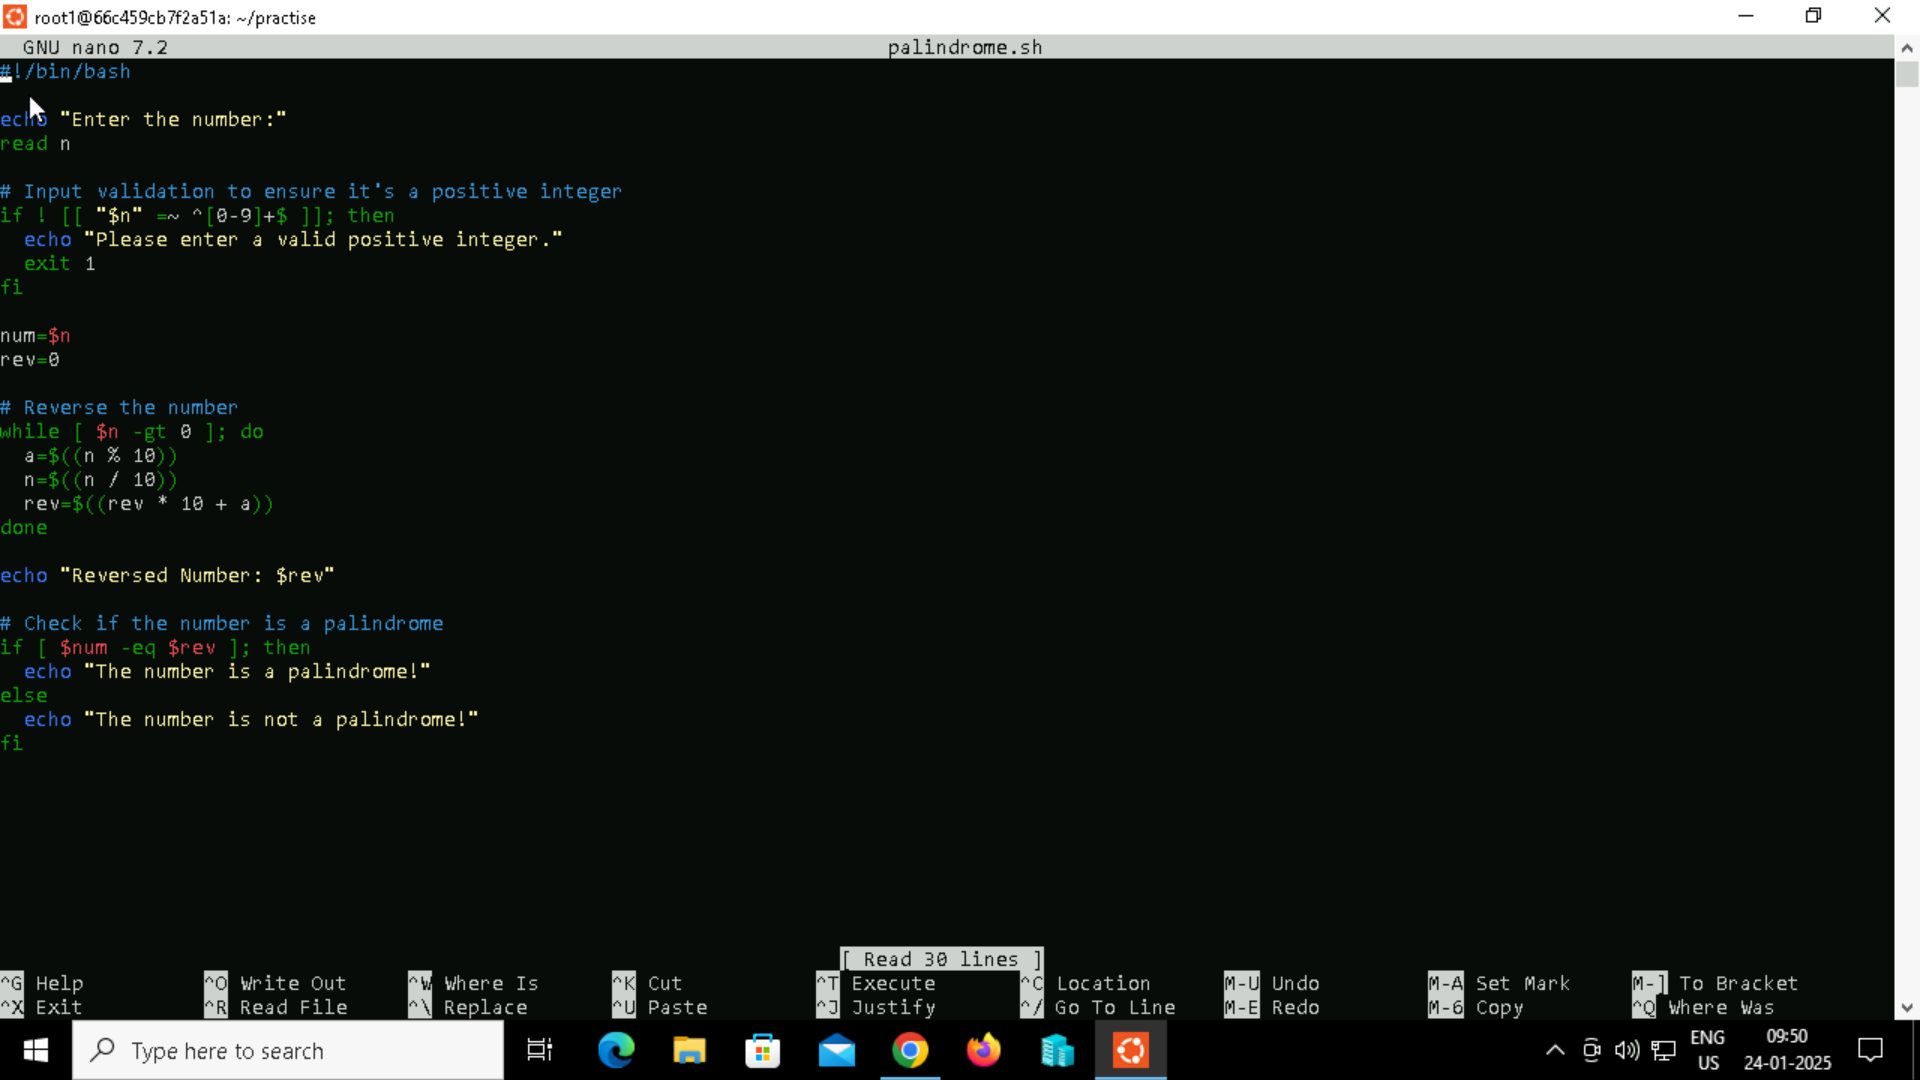 root1@66c459cb7f2a51a: ~/practise
GNU nano 7.2 palindrome.sh
#!/bin/bash
echo "Enter the number:"
read n
# Input validation to ensure it's a positive integer
if ! [[ "$n" =~ ^[0-9]+$ ]]; then
  echo "Please enter a valid positive integer."
  exit 1
fi
num=$n
rev=0
# Reverse the number
while [ $n -gt 0 ]; do
  a=$((n % 10))
  n=$((n / 10))
  rev=$((rev * 10 + a))
done
echo "Reversed Number: $rev"
# Check if the number is a palindrome
if [ $num -eq $rev ]; then
  echo "The number is a palindrome!"
else
  echo "The number is not a palindrome!"
fi
[ Read 30 lines ]
^G Help ^O Write Out ^W Where Is ^K Cut ^T Execute ^C Location M-U Undo M-A Set Mark M-] To Bracket
^X Exit ^R Read File ^\ Replace ^U Paste ^J Justify ^/ Go To Line M-E Redo M-6 Copy ^Q Where Was
Type here to search
ENG
US
09:50
24-01-2025